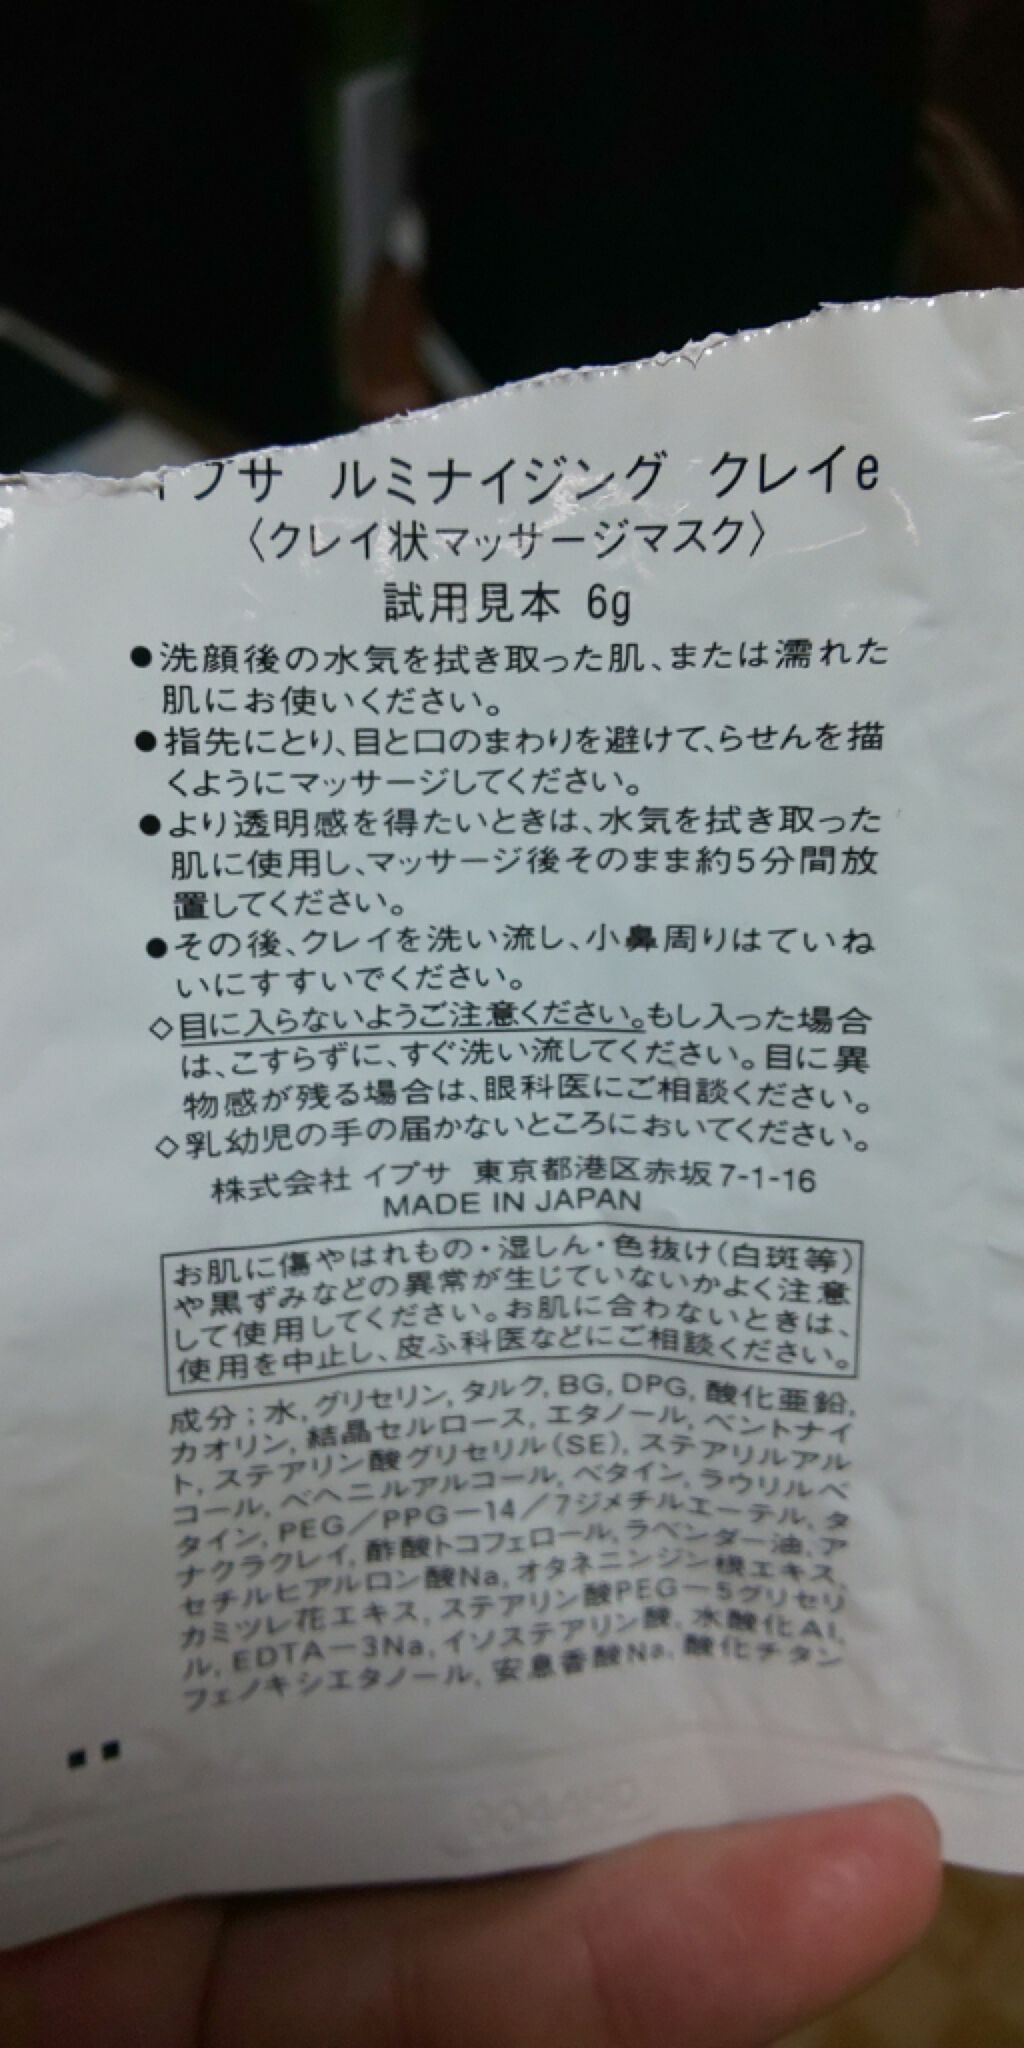 イプサ ルミナイジング クレイe
〈クレイ状マッサージマスク〉
試用見本 6g
●洗顔後の水気を拭き取った肌、または濡れた
肌にお使いください。
●指先にとり、目と口のまわりを避けて、らせんを描
くようにマッサージしてください。
●より透明感を得たいときは、水気を拭き取った
肌に使用し、マッサージ後そのまま約5分間放
置してください。
●その後、クレイを洗い流し、小鼻周りはていね
いにすすいでください。
◇目に入らないようご注意ください。もし入った場合
は、こすらずに、すぐ洗い流してください。目に異
物感が残る場合は、眼科医にご相談ください。
◇乳幼児の手の届かないところにおいてください。
株式会社 イプサ 東京都港区赤坂7-1-16
MADE IN JAPAN
お肌に傷やはれもの・湿しん・色抜け(白斑等)
や黒ずみなどの異常が生じていないかよく注意
して使用してください。お肌に合わないときは、
使用を中止し、皮ふ科医などにご相談ください。
成分;水, グリセリン, タルク, BG, DPG, 酸化亜鉛,
カオリン, 結晶セルロース, エタノール, ベントナイ
ト, ステアリン酸グリセリル(SE), ステアリルアル
コール, ベヘニルアルコール, ベタイン, ラウリルベ
タイン, PEG/PPG-14/7ジメチルエーテル, タ
ナクラクレイ, 酢酸トコフェロール, ラベンダー油, ア
セチルヒアルロン酸Na, オタネニンジン根エキス,
カミツレ花エキス, ステアリン酸PEG-5グリセリ
ル, EDTA-3Na, イソステアリン酸, 水酸化Al,
フェノキシエタノール, 安息香酸Na, 酸化チタン